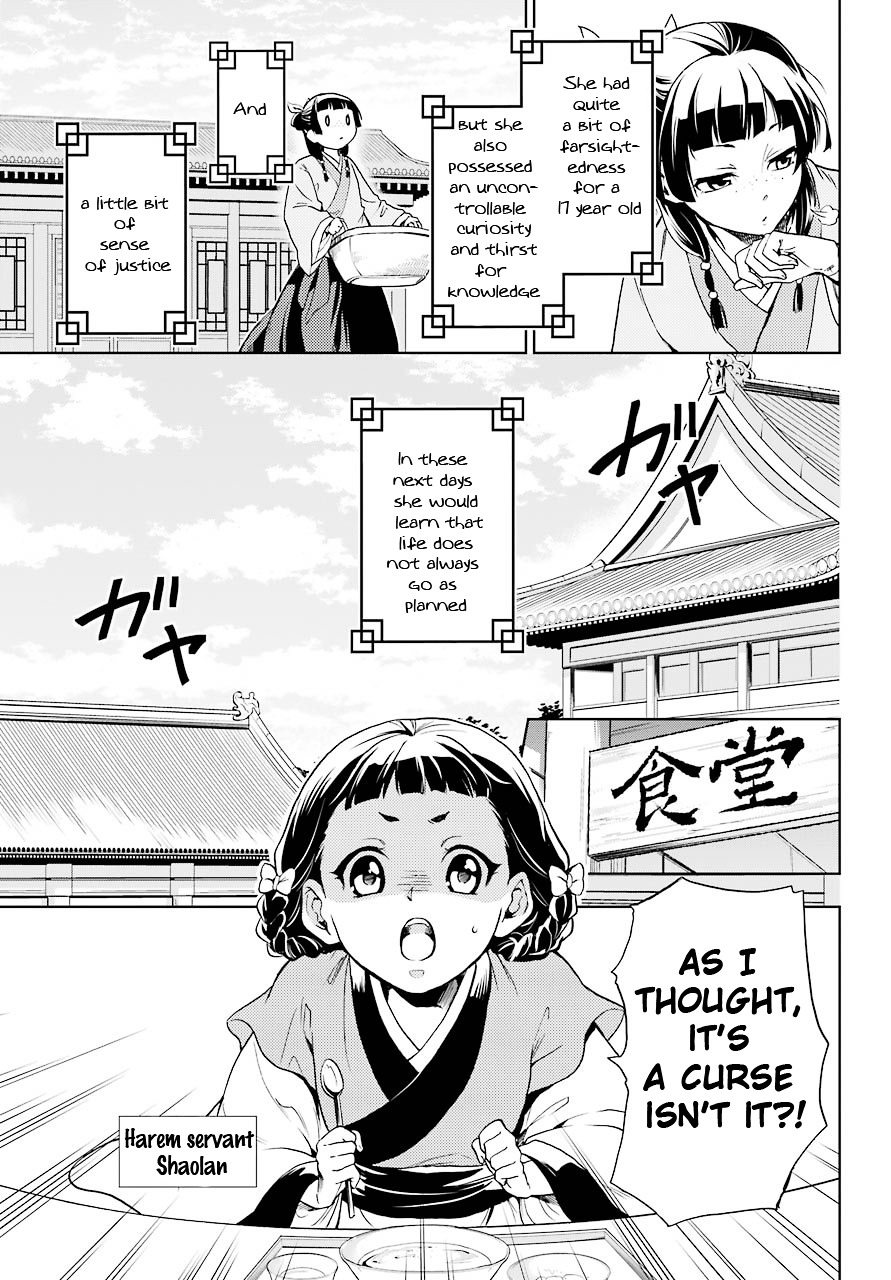 She had
quite
a bit of
farsight-
edness
for a
17 year old
But she
also
possessed
an uncon-
trollable
curiosity
and thirst
for
knowledge
And
a little bit
of
sense
of justice
In these
next days
she would
learn that
life does
not always
go as
planned
ガヤ
ガヤ
食堂
AS I
THOUGHT,
IT'S
A CURSE
ISN'T IT?!
Harem servant
Shaolan